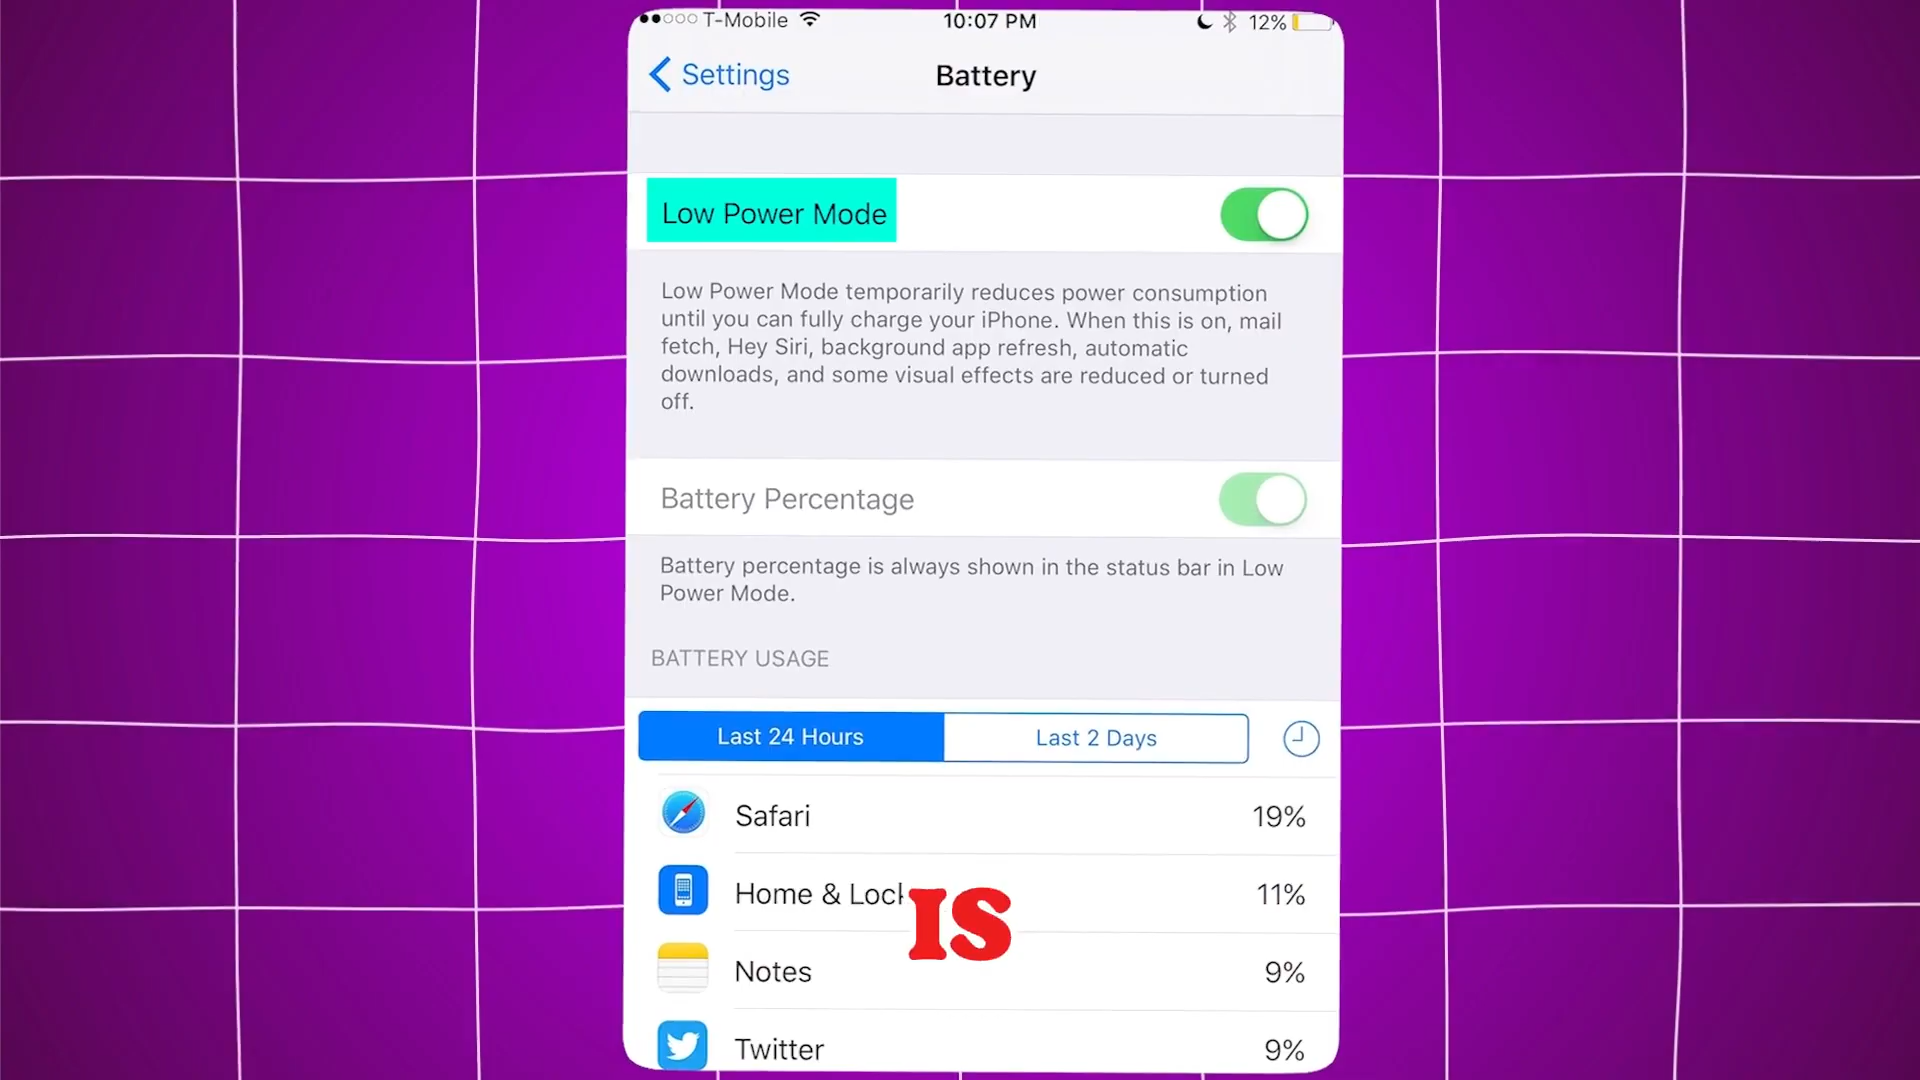 T-Mobile 10:07 PM 12%
Settings Battery
Low Power Mode
Low Power Mode temporarily reduces power consumption
until you can fully charge your iPhone. When this is on, mail
fetch, Hey Siri, background app refresh, automatic
downloads, and some visual effects are reduced or turned
off.
Battery Percentage
Battery percentage is always shown in the status bar in Low
Power Mode.
BATTERY USAGE
Last 24 Hours Last 2 Days
Safari 19%
Home & Lock 11%
IS
Notes 9%
Twitter 9%